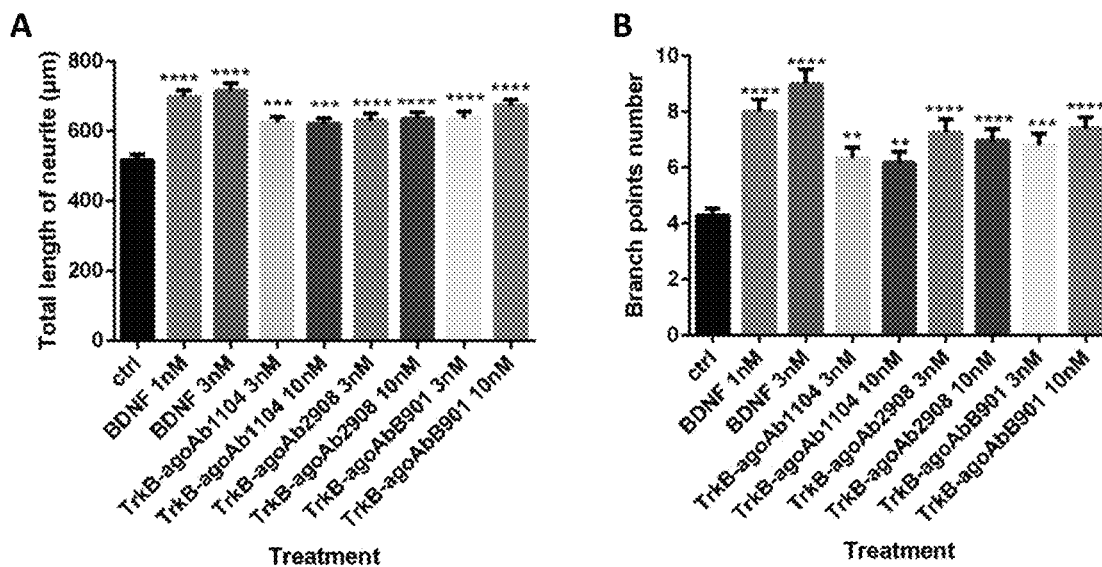 A
Total length of neurite (µm)
800
600
400
200
0
**** **** *** *** **** **** **** ****
ctrl
BDNF 1nM
BDNF 3nM
TrkB-agoAb1104 3nM
TrkB-agoAb1104 10nM
TrkB-agoAb2908 3nM
TrkB-agoAb2908 10nM
TrkB-agoAbB901 3nM
TrkB-agoAbB901 10nM
Treatment
B
Branch points number
10
8
6
4
2
0
**** **** ** ** **** **** *** ****
ctrl
BDNF 1nM
BDNF 3nM
TrkB-agoAb1104 3nM
TrkB-agoAb1104 10nM
TrkB-agoAb2908 3nM
TrkB-agoAb2908 10nM
TrkB-agoAbB901 3nM
TrkB-agoAbB901 10nM
Treatment